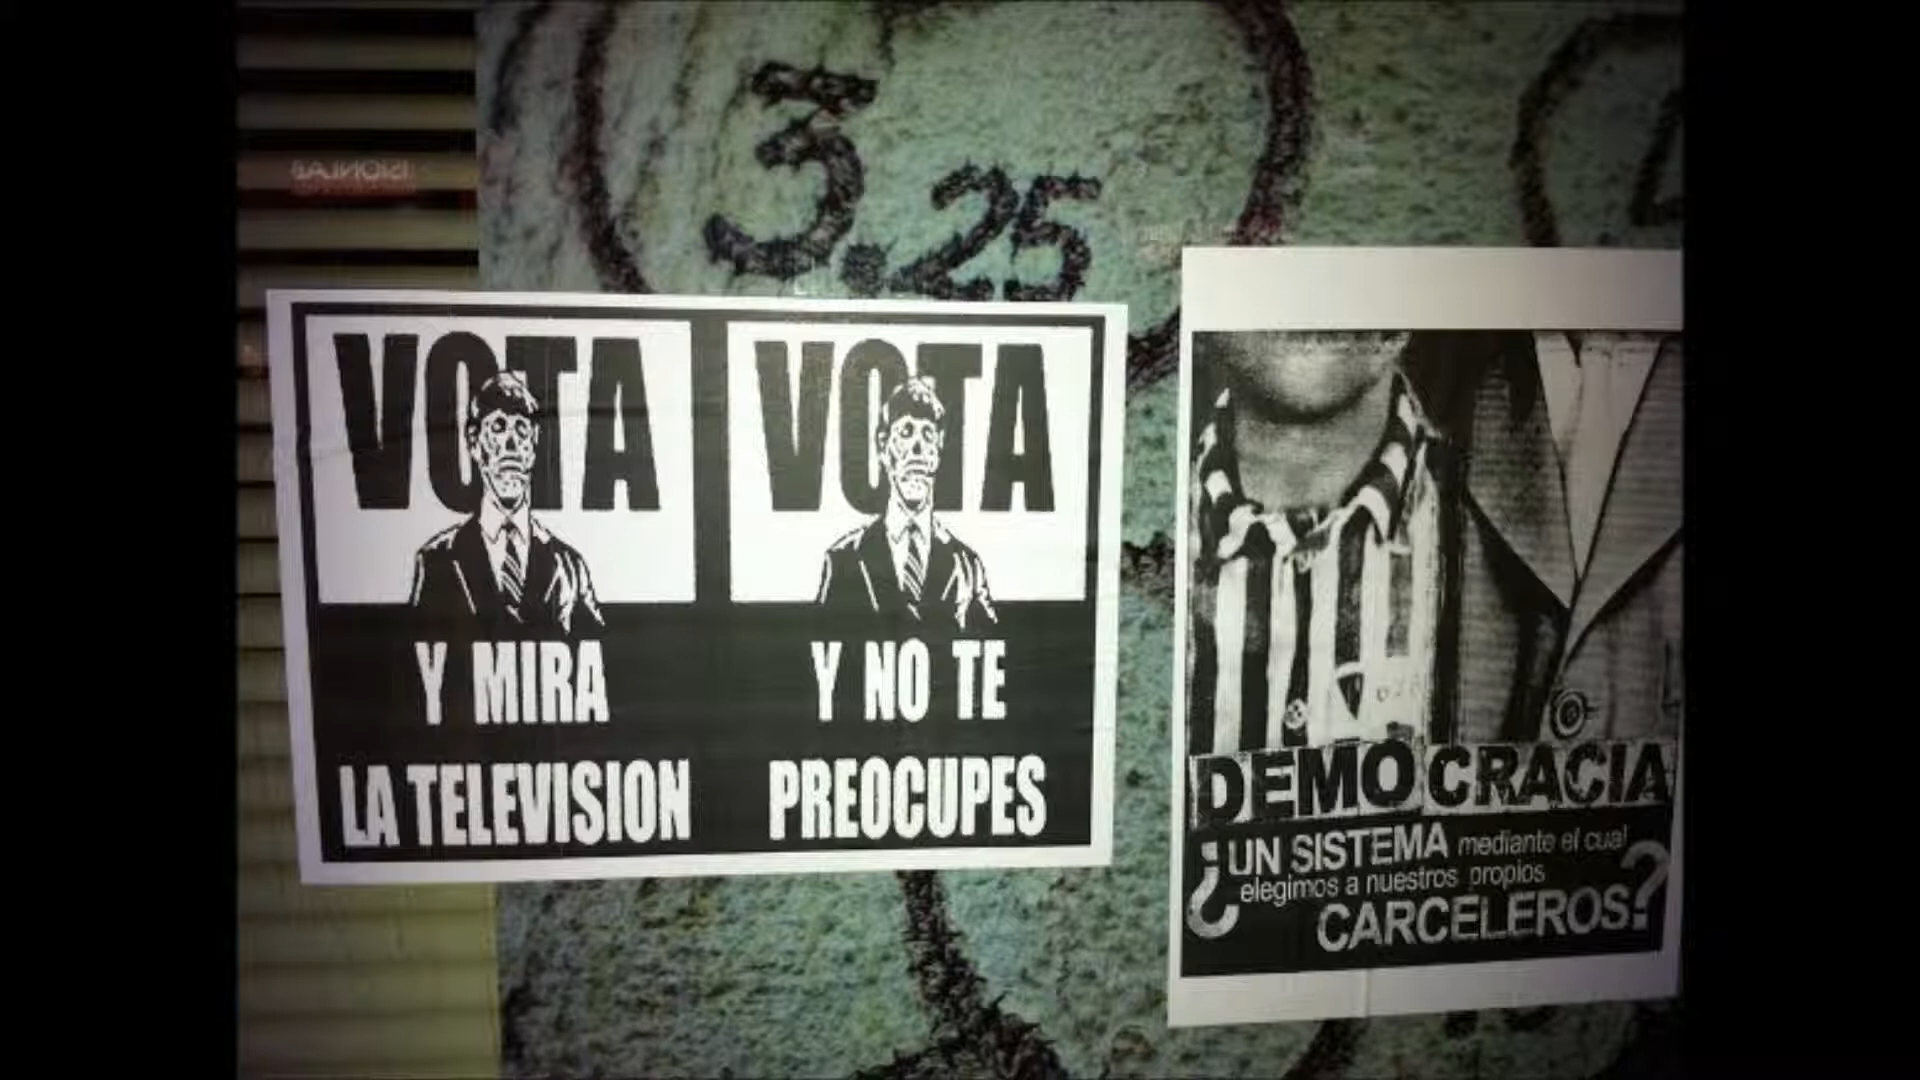 3.25
VOTA
Y MIRA
LA TELEVISION
VOTA
Y NO TE
PREOCUPES
DEMOCRACIA
¿UN SISTEMA mediante el cual
elegimos a nuestros propios
CARCELEROS?